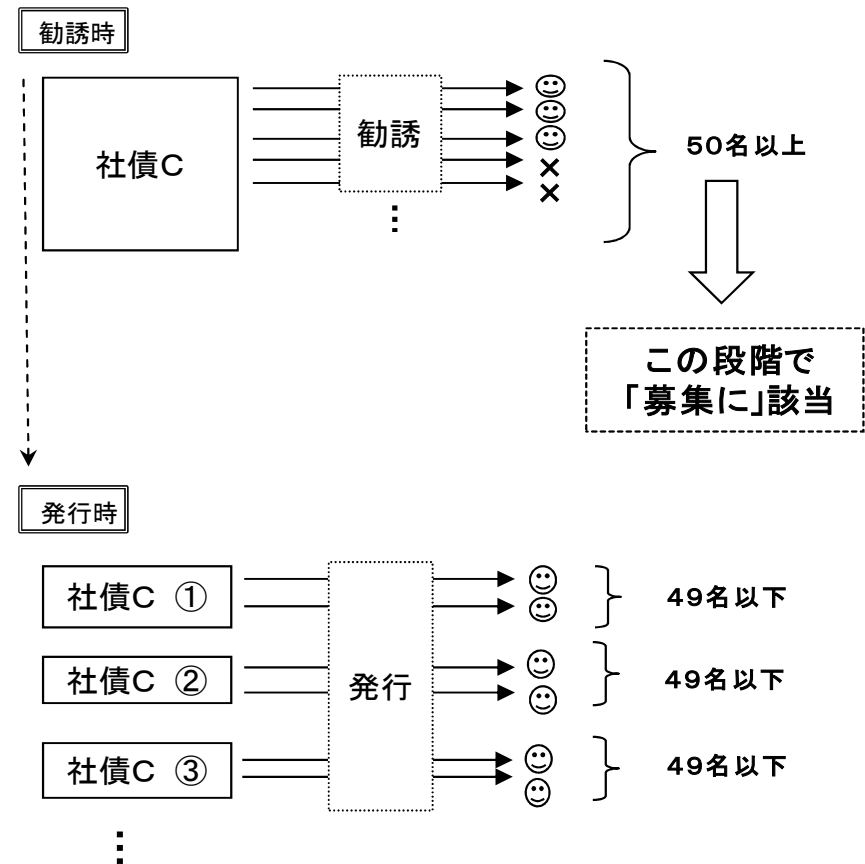 勧誘時
社債C
勧誘
50名以上
この段階で
「募集に」該当
発行時
社債C ①
49名以下
社債C ②
発行
49名以下
社債C ③
49名以下